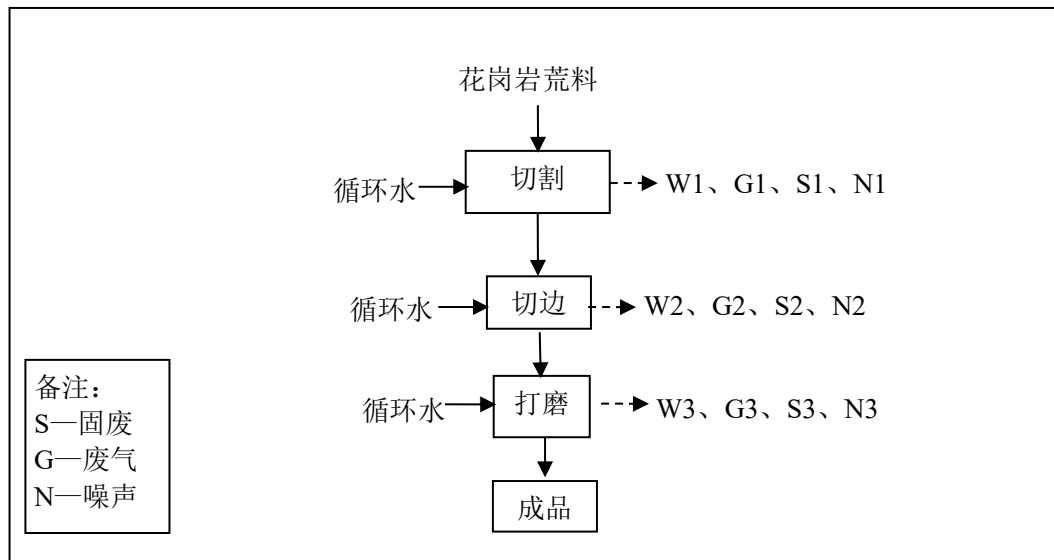 花岗岩荒料
循环水 切割 W1、G1、S1、N1
循环水 切边 W2、G2、S2、N2
循环水 打磨 W3、G3、S3、N3
成品
备注：
S—固废
G—废气
N—噪声